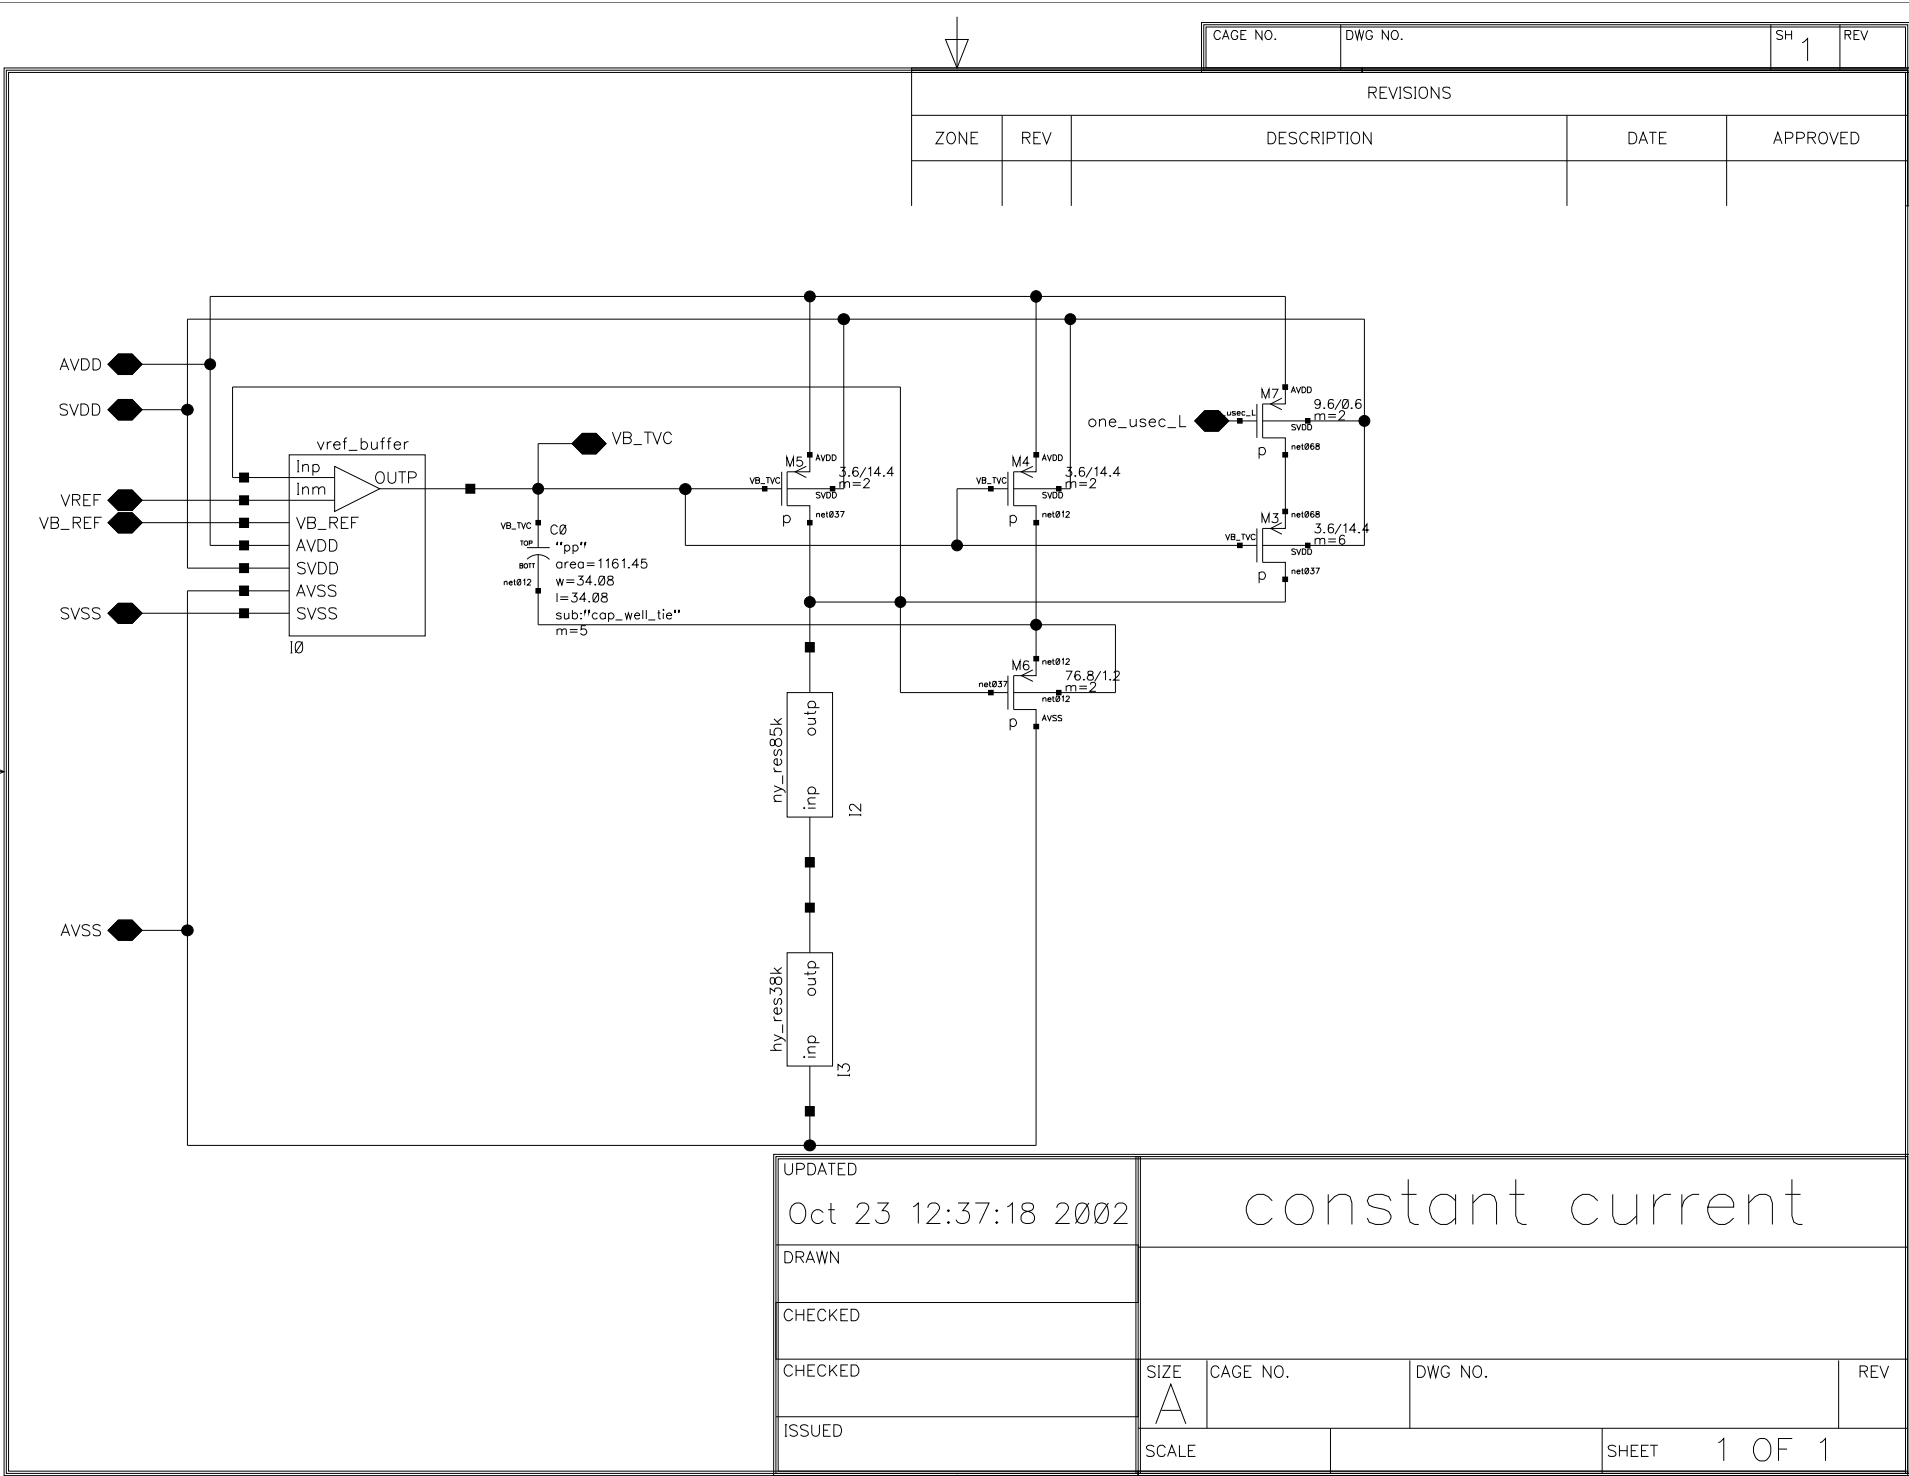 CAGE NO. DWG NO. SH 1 REV
REVISIONS
ZONE REV DESCRIPTION DATE APPROVED
AVDD
SVDD
VREF
VB_REF
SVSS
AVSS
vref_buffer
Inp
Inm
OUTP
VB_REF
AVDD
SVDD
AVSS
SVSS
IØ
VB_TVC
VB_TVC
CØ
TOP
"pp"
BOTT
area=1161.45
net012
w=34.08
l=34.08
sub:"cap_well_tie"
m=5
M5
AVDD
3.6/14.4
VB_TVC
m=2
SVDD
net037
p
M4
AVDD
3.6/14.4
VB_TVC
m=2
SVDD
net012
p
one_usec_L
M7
AVDD
9.6/0.6
usec_L
m=2
SVDD
net068
p
net068
M3
3.6/14.4
VB_TVC
m=6
SVDD
net037
p
M6
net012
76.8/1.2
net037
m=2
net012
AVSS
p
ny_res85k
outp
inp
I2
hy_res38k
outp
inp
I3
UPDATED
Oct 23 12:37:18 2002
constant current
DRAWN
CHECKED
CHECKED
SIZE
A
CAGE NO.
DWG NO.
REV
ISSUED
SCALE
SHEET 1 OF 1